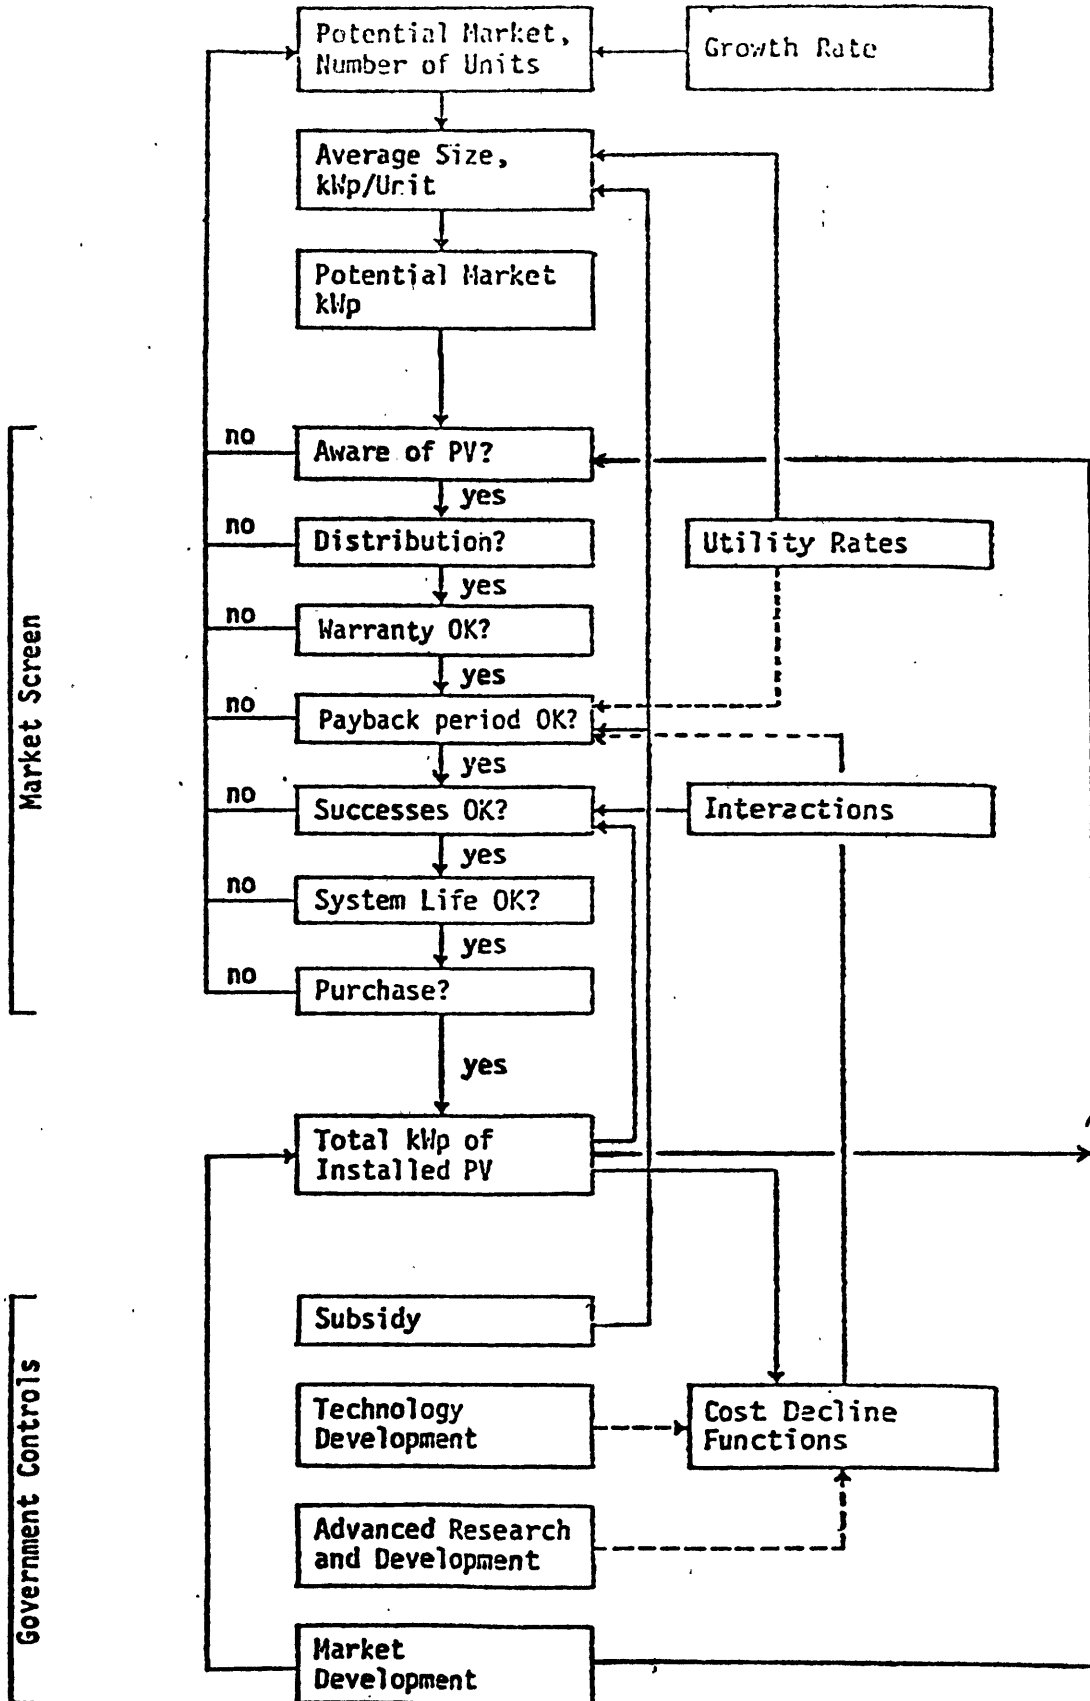 Potential Market,
Number of Units
Growth Rate
Average Size,
kWp/Unit
Potential Market
kWp
Market Screen
no
Aware of PV?
yes
no
Distribution?
Utility Rates
yes
no
Warranty OK?
yes
no
Payback period OK?
yes
no
Successes OK?
Interactions
yes
no
System Life OK?
yes
no
Purchase?
yes
Total kWp of
Installed PV
Government Controls
Subsidy
Technology
Development
Cost Decline
Functions
Advanced Research
and Development
Market
Development